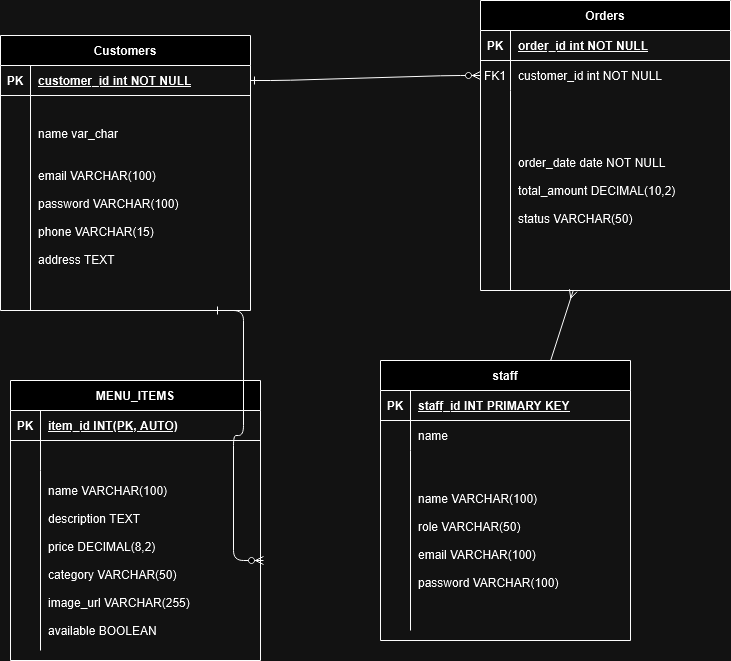 Customers
PK customer_id int NOT NULL
name var_char
email VARCHAR(100)
password VARCHAR(100)
phone VARCHAR(15)
address TEXT
Orders
PK order_id int NOT NULL
FK1 customer_id int NOT NULL
order_date date NOT NULL
total_amount DECIMAL(10,2)
status VARCHAR(50)
MENU_ITEMS
PK item_id INT(PK, AUTO)
name VARCHAR(100)
description TEXT
price DECIMAL(8,2)
category VARCHAR(50)
image_url VARCHAR(255)
available BOOLEAN
staff
PK staff_id INT PRIMARY KEY
name
name VARCHAR(100)
role VARCHAR(50)
email VARCHAR(100)
password VARCHAR(100)